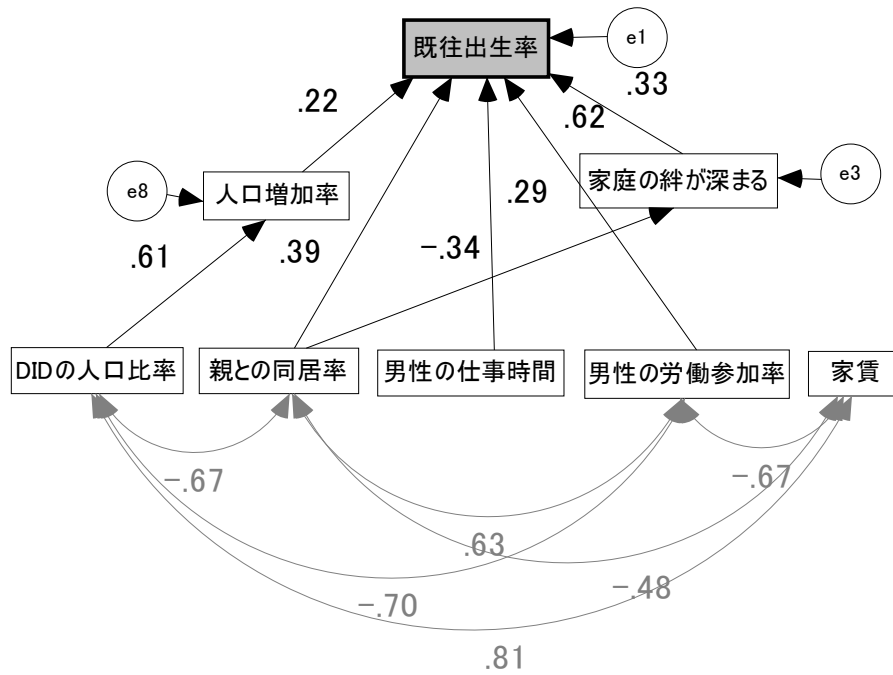 既往出生率
e1
.22
.33
.62
e8
人口増加率
家庭の絆が深まる
e3
.29
.61
.39
−.34
DIDの人口比率
親との同居率
男性の仕事時間
男性の労働参加率
家賃
−.67
−.67
.63
−.70
−.48
.81